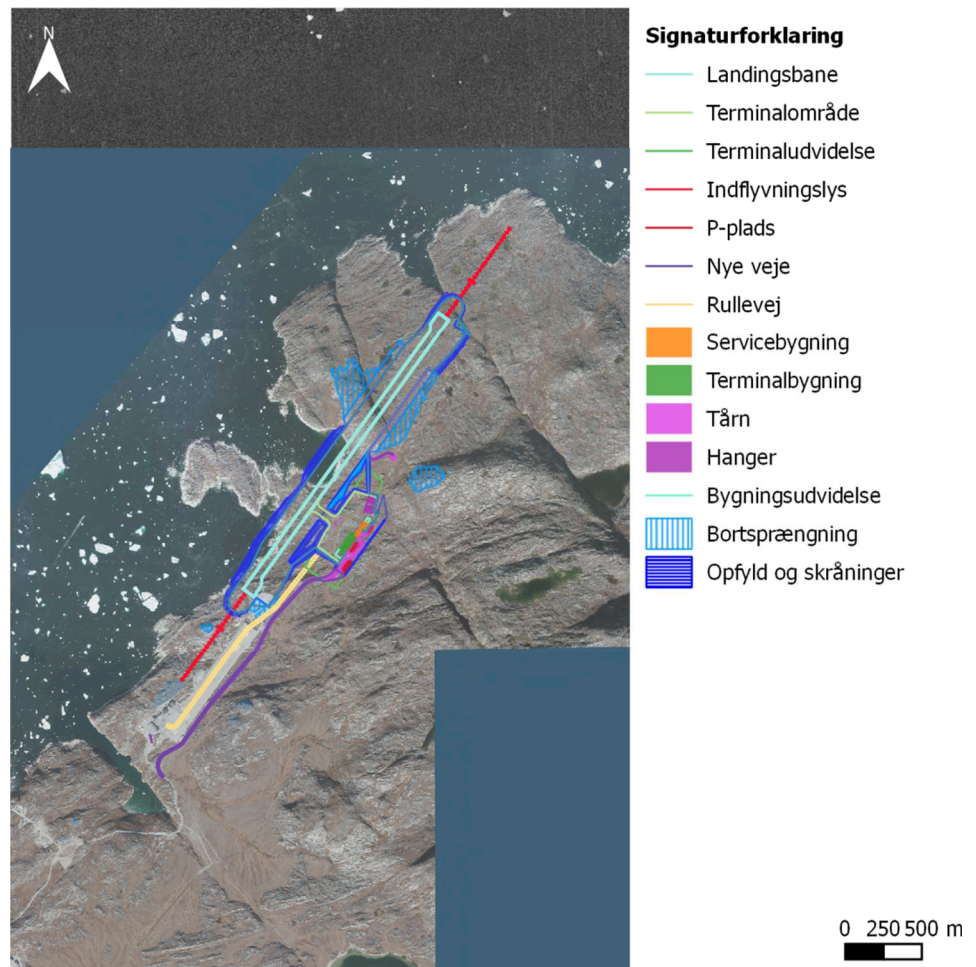 N
Signaturforklaring
Landingsbane
Terminalområde
Terminaludvidelse
Indflyvningslys
P-plads
Nye veje
Rullevej
Servicebygning
Terminalbygning
Tårn
Hanger
Bygningsudvidelse
Bortsprængning
Opfyld og skråninger
0 250 500 m